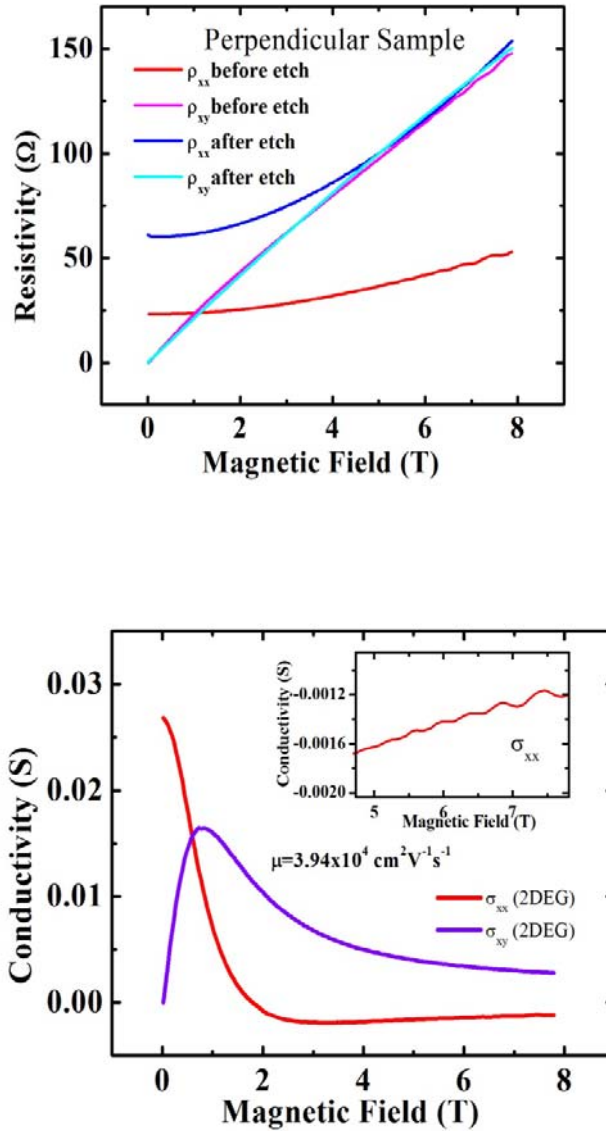 Perpendicular Sample
ρxx before etch
ρxy before etch
ρxx after etch
ρxy after etch
Resistivity (Ω)
150
100
50
0
0 2 4 6 8
Magnetic Field (T)
Conductivity (S)
0.03
0.02
0.01
0.00
Conductivity (S)
-0.0012
-0.0016
-0.0020
σxx
5 6 7
Magnetic Field (T)
μ=3.94x10⁴ cm²V⁻¹s⁻¹
σxx (2DEG)
σxy (2DEG)
0 2 4 6 8
Magnetic Field (T)